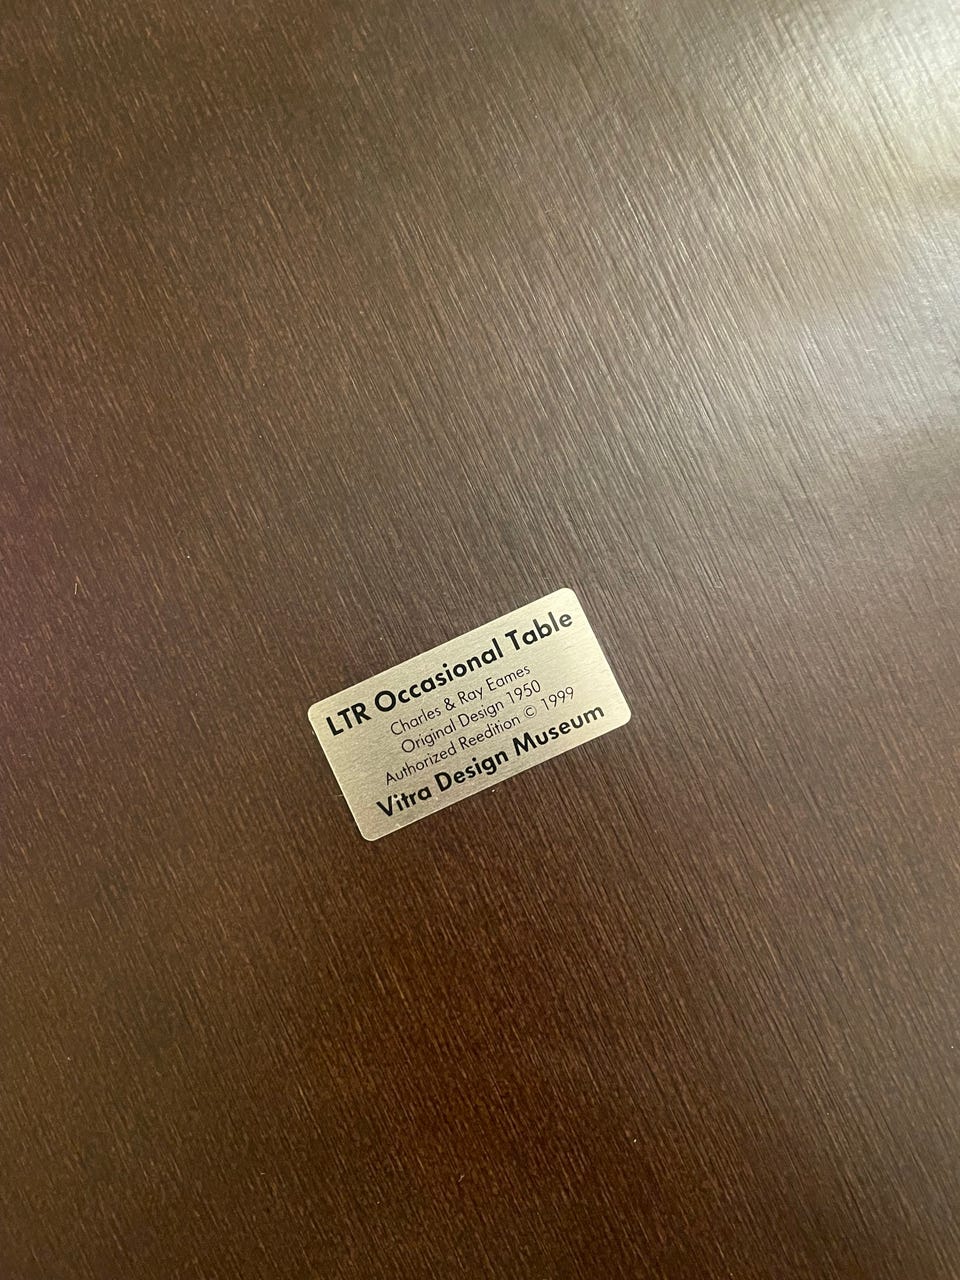 LTR Occasional Table
Charles & Ray Eames
Original Design 1950
Authorized Reedition © 1999
Vitra Design Museum